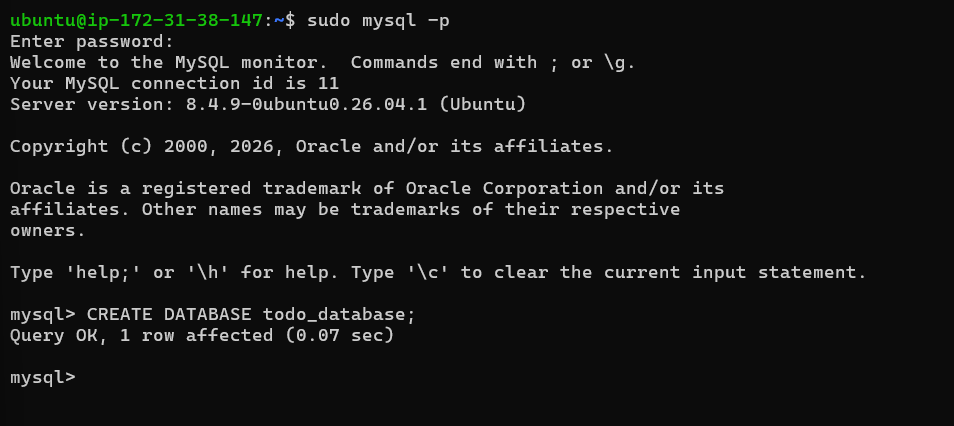 ubuntu@ip-172-31-38-147:~$ sudo mysql -p
Enter password:
Welcome to the MySQL monitor.  Commands end with ; or \g.
Your MySQL connection id is 11
Server version: 8.4.9-0ubuntu0.26.04.1 (Ubuntu)

Copyright (c) 2000, 2026, Oracle and/or its affiliates.

Oracle is a registered trademark of Oracle Corporation and/or its
affiliates. Other names may be trademarks of their respective
owners.

Type 'help;' or '\h' for help. Type '\c' to clear the current input statement.

mysql> CREATE DATABASE todo_database;
Query OK, 1 row affected (0.07 sec)

mysql>